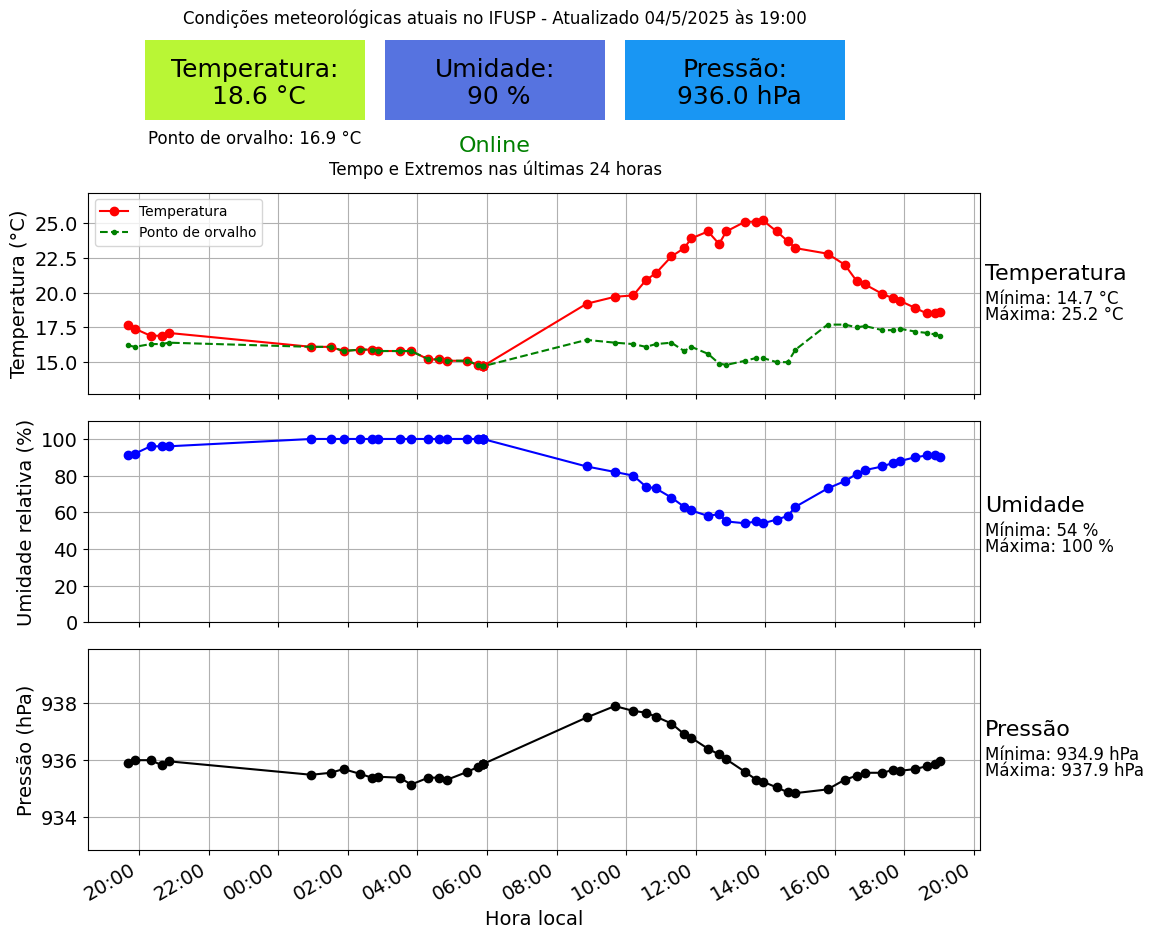 Condições meteorológicas atuais no IFUSP - Atualizado 04/5/2025 às 19:00
Temperatura:
18.6 °C
Umidade:
90 %
Pressão:
936.0 hPa
Ponto de orvalho: 16.9 °C
Online
Tempo e Extremos nas últimas 24 horas
Temperatura (°C)
25.0
22.5
20.0
17.5
15.0
Temperatura
Ponto de orvalho
Temperatura
Mínima: 14.7 °C
Máxima: 25.2 °C
Umidade relativa (%)
100
80
60
40
20
0
Umidade
Mínima: 54 %
Máxima: 100 %
Pressão (hPa)
938
936
934
Pressão
Mínima: 934.9 hPa
Máxima: 937.9 hPa
20:00 22:00 00:00 02:00 04:00 06:00 08:00 10:00 12:00 14:00 16:00 18:00 20:00
Hora local